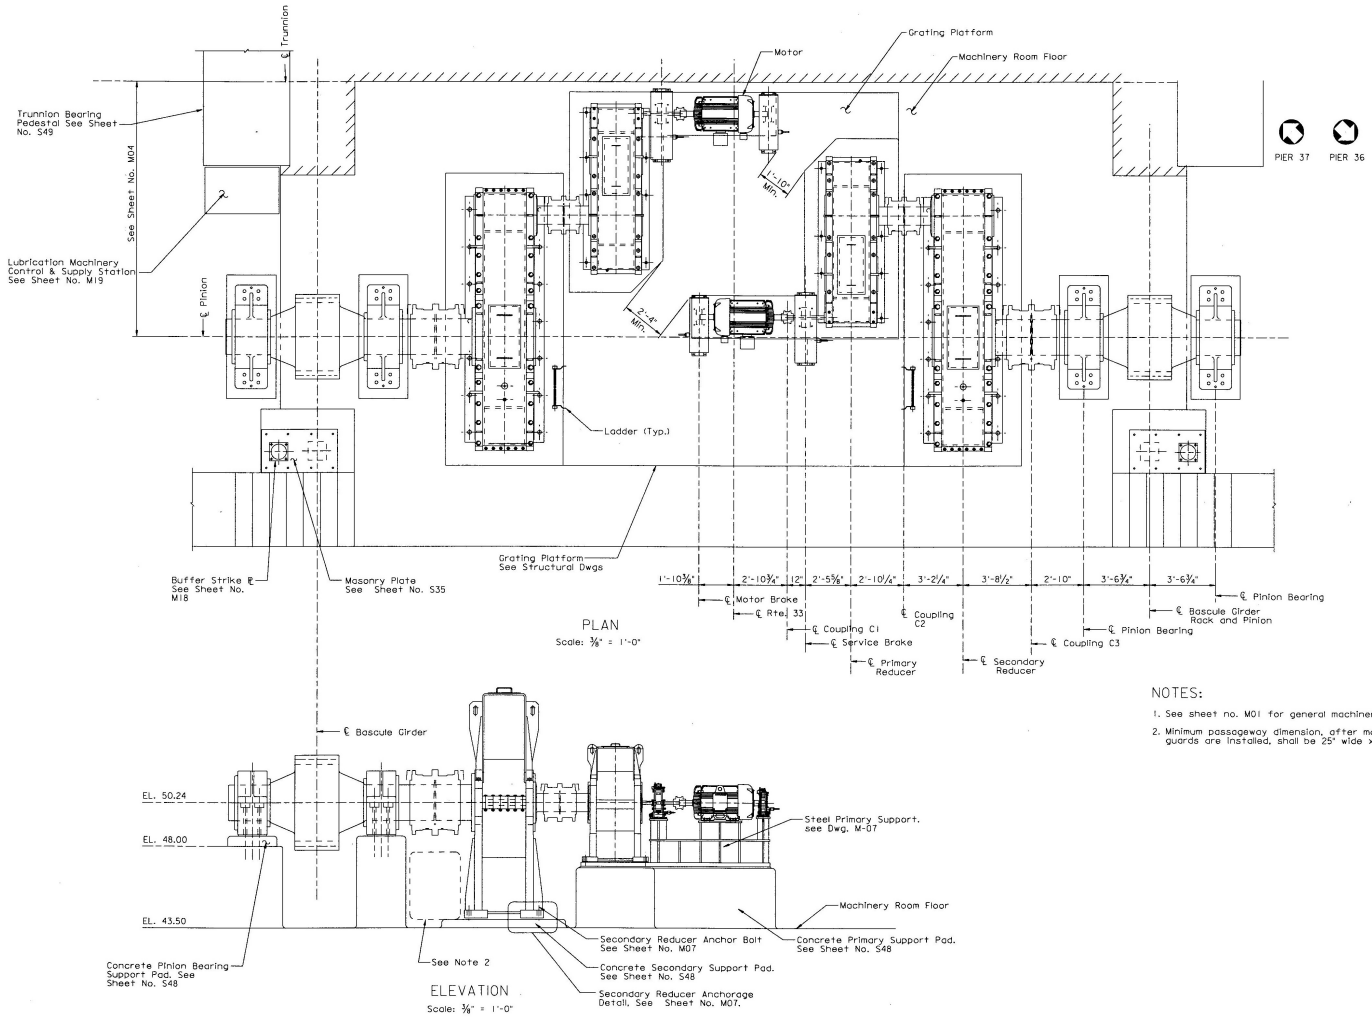 ℄ Trunnion
Grating Platform
Motor
Machinery Room Floor
Trunnion Bearing
Pedestal See Sheet
No. S49
See Sheet No. M04
PIER 37
PIER 36
1'-10"
Min.
Lubrication Machinery
Control & Supply Station
See Sheet No. M19
℄ Pinion
2'-4"
Min.
Ladder (Typ.)
Grating Platform
See Structural Dwgs
Buffer Strike ℄
See Sheet No.
M18
Masonry Plate
See Sheet No. S35
1'-10⅜"
2'-10¾"
12"
2'-5⅝"
2'-10¼"
3'-2¼"
3'-8½"
2'-10"
3'-6¾"
3'-6¾"
℄ Motor Brake
℄ Rte. 33
℄ Coupling C1
℄ Service Brake
℄ Primary
Reducer
℄ Coupling
C2
℄ Secondary
Reducer
℄ Coupling C3
℄ Pinion Bearing
℄ Bascule Girder
Rack and Pinion
℄ Pinion Bearing
PLAN
Scale: ⅜" = 1'-0"
NOTES:
1. See sheet no. M01 for general machiner
2. Minimum passageway dimension, after ma
guards are installed, shall be 25" wide x
℄ Bascule Girder
EL. 50.24
EL. 48.00
EL. 43.50
Steel Primary Support.
see Dwg. M-07
Machinery Room Floor
Secondary Reducer Anchor Bolt
See Sheet No. M07
Concrete Primary Support Pad.
See Sheet No. S48
Concrete Pinion Bearing
Support Pad. See
Sheet No. S48
See Note 2
Concrete Secondary Support Pad.
See Sheet No. S48
Secondary Reducer Anchorage
Detail, See Sheet No. M07.
ELEVATION
Scale: ⅜" = 1'-0"